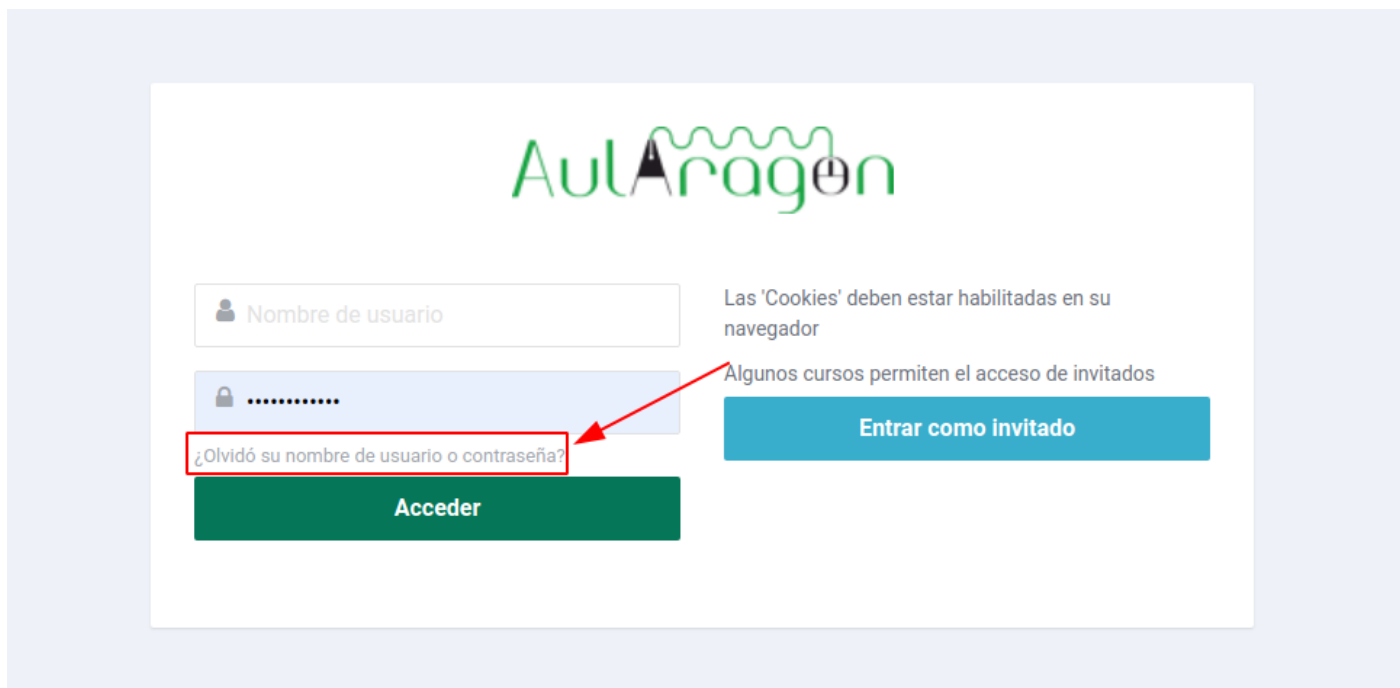 AulAragon
Nombre de usuario
••••••••••••
¿Olvidó su nombre de usuario o contraseña?
Acceder
Las 'Cookies' deben estar habilitadas en su
navegador
Algunos cursos permiten el acceso de invitados
Entrar como invitado